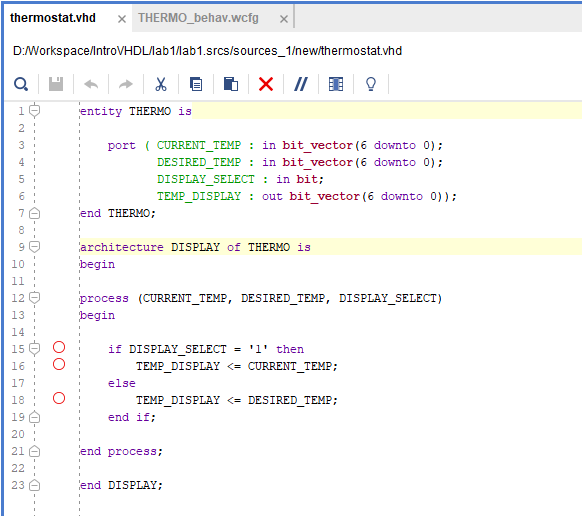 thermostat.vhd × THERMO_behav.wcfg ×
D:/Workspace/IntroVHDL/lab1/lab1.srcs/sources_1/new/thermostat.vhd
1 entity THERMO is
2
3 port ( CURRENT_TEMP : in bit_vector(6 downto 0);
4 DESIRED_TEMP : in bit_vector(6 downto 0);
5 DISPLAY_SELECT : in bit;
6 TEMP_DISPLAY : out bit_vector(6 downto 0));
7 end THERMO;
8
9 architecture DISPLAY of THERMO is
10 begin
11
12 process (CURRENT_TEMP, DESIRED_TEMP, DISPLAY_SELECT)
13 begin
14
15 if DISPLAY_SELECT = '1' then
16 TEMP_DISPLAY <= CURRENT_TEMP;
17 else
18 TEMP_DISPLAY <= DESIRED_TEMP;
19 end if;
20
21 end process;
22
23 end DISPLAY;